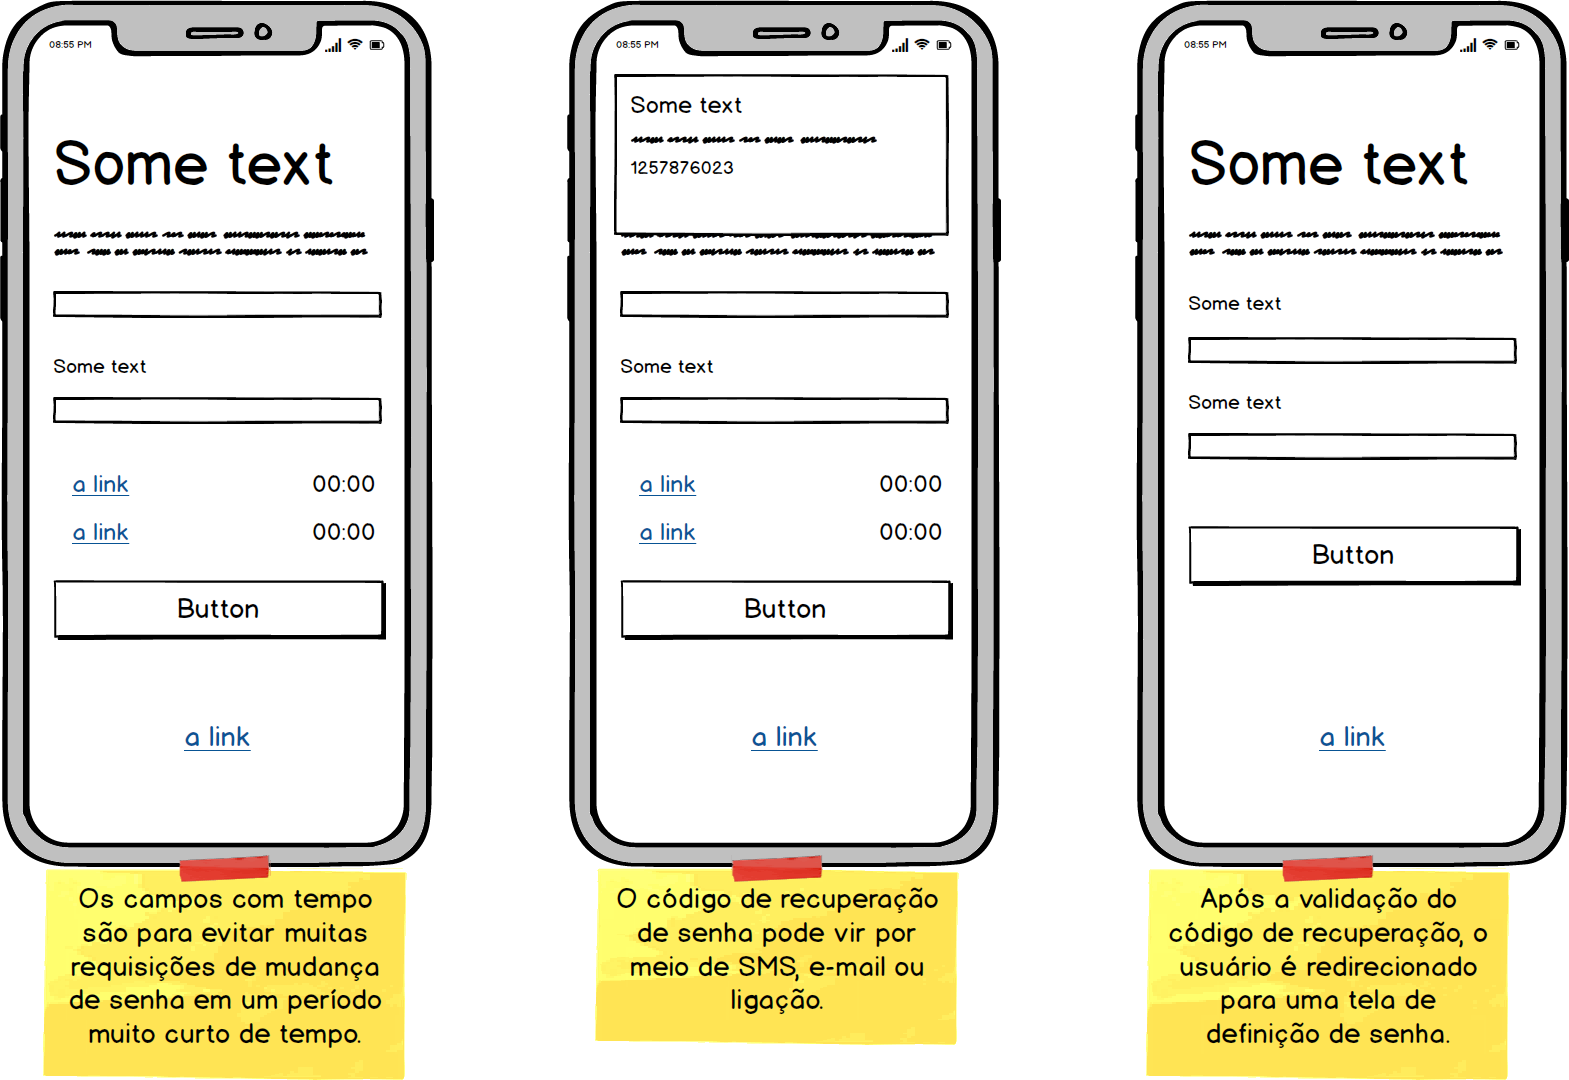 08:55 PM
Some text
Some text
a link 00:00
a link 00:00
Button
a link
Os campos com tempo
são para evitar muitas
requisições de mudança
de senha em um período
muito curto de tempo.
08:55 PM
Some text
1257876023
Some text
a link 00:00
a link 00:00
Button
a link
O código de recuperação
de senha pode vir por
meio de SMS, e-mail ou
ligação.
08:55 PM
Some text
Some text
Some text
Button
a link
Após a validação do
código de recuperação, o
usuário é redirecionado
para uma tela de
definição de senha.